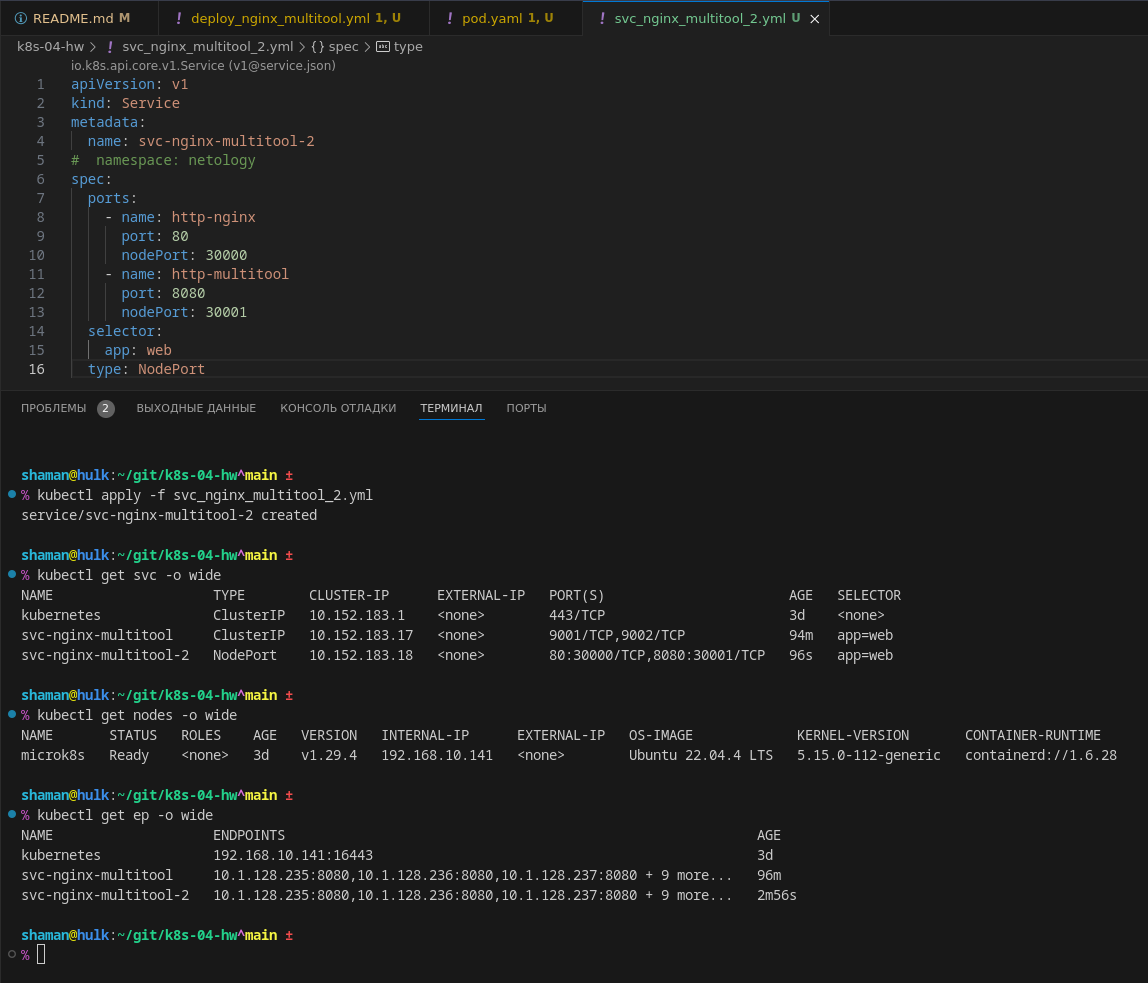 README.md M
! deploy_nginx_multitool.yml 1, U
! pod.yaml 1, U
! svc_nginx_multitool_2.yml U
k8s-04-hw > ! svc_nginx_multitool_2.yml > {} spec > abc type
io.k8s.api.core.v1.Service (v1@service.json)
1 apiVersion: v1
2 kind: Service
3 metadata:
4 name: svc-nginx-multitool-2
5 # namespace: netology
6 spec:
7 ports:
8 - name: http-nginx
9 port: 80
10 nodePort: 30000
11 - name: http-multitool
12 port: 8080
13 nodePort: 30001
14 selector:
15 app: web
16 type: NodePort
ПРОБЛЕМЫ 2 ВЫХОДНЫЕ ДАННЫЕ КОНСОЛЬ ОТЛАДКИ ТЕРМИНАЛ ПОРТЫ
shaman@hulk:~/git/k8s-04-hw^main ±
% kubectl apply -f svc_nginx_multitool_2.yml
service/svc-nginx-multitool-2 created
shaman@hulk:~/git/k8s-04-hw^main ±
% kubectl get svc -o wide
NAME TYPE CLUSTER-IP EXTERNAL-IP PORT(S) AGE SELECTOR
kubernetes ClusterIP 10.152.183.1 <none> 443/TCP 3d <none>
svc-nginx-multitool ClusterIP 10.152.183.17 <none> 9001/TCP,9002/TCP 94m app=web
svc-nginx-multitool-2 NodePort 10.152.183.18 <none> 80:30000/TCP,8080:30001/TCP 96s app=web
shaman@hulk:~/git/k8s-04-hw^main ±
% kubectl get nodes -o wide
NAME STATUS ROLES AGE VERSION INTERNAL-IP EXTERNAL-IP OS-IMAGE KERNEL-VERSION CONTAINER-RUNTIME
microk8s Ready <none> 3d v1.29.4 192.168.10.141 <none> Ubuntu 22.04.4 LTS 5.15.0-112-generic containerd://1.6.28
shaman@hulk:~/git/k8s-04-hw^main ±
% kubectl get ep -o wide
NAME ENDPOINTS AGE
kubernetes 192.168.10.141:16443 3d
svc-nginx-multitool 10.1.128.235:8080,10.1.128.236:8080,10.1.128.237:8080 + 9 more... 96m
svc-nginx-multitool-2 10.1.128.235:8080,10.1.128.236:8080,10.1.128.237:8080 + 9 more... 2m56s
shaman@hulk:~/git/k8s-04-hw^main ±
%